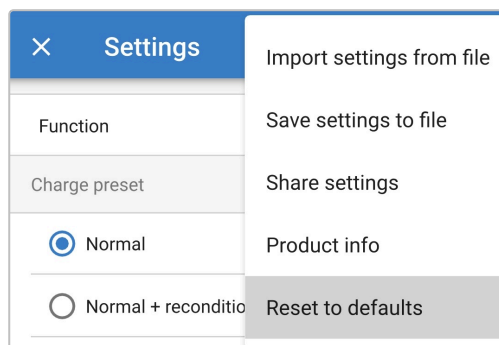 Settings
Import settings from file
Function
Save settings to file
Charge preset
Share settings
Normal
Product info
Normal + reconditio
Reset to defaults